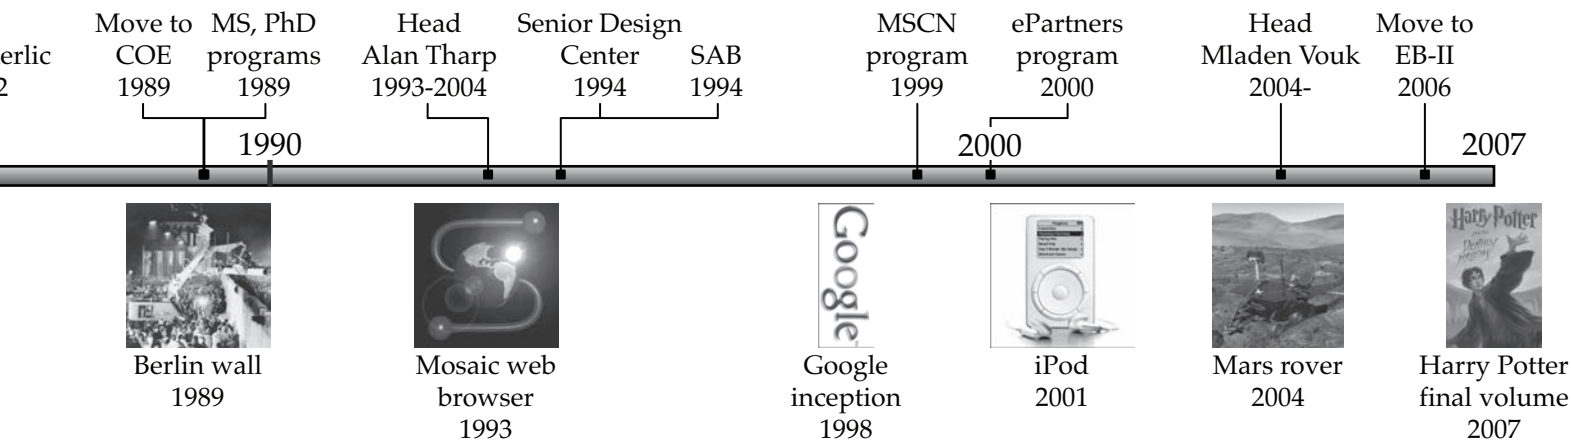 Move to
COE
1989
MS, PhD
programs
1989
Head
Alan Tharp
1993-2004
Senior Design
Center
1994
SAB
1994
MSCN
program
1999
ePartners
program
2000
Head
Mladen Vouk
2004-
Move to
EB-II
2006
erlic
2
1990
2000
2007
Google
Harry Potter
Berlin wall
1989
Mosaic web
browser
1993
Google
inception
1998
iPod
2001
Mars rover
2004
Harry Potter
final volume
2007